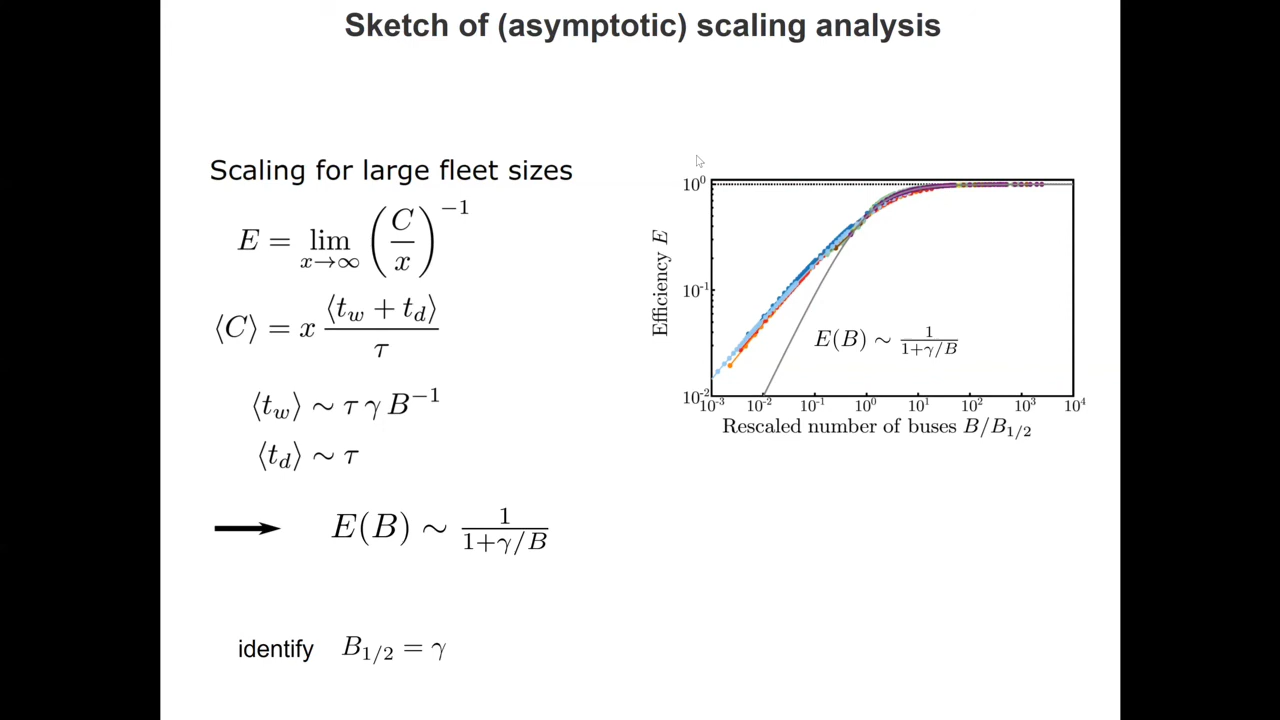 Sketch of (asymptotic) scaling analysis
Scaling for large fleet sizes
E = lim_{x→∞} (C/x)^{−1}
⟨C⟩ = x ⟨t_w + t_d⟩/τ
⟨t_w⟩ ∼ τ γ B^{−1}
⟨t_d⟩ ∼ τ
E(B) ∼ 1/(1+γ/B)
identify B_{1/2} = γ
Efficiency E
10^0
10^{-1}
10^{-2}
E(B) ∼ 1/(1+γ/B)
10^{-3} 10^{-2} 10^{-1} 10^0 10^1 10^2 10^3 10^4
Rescaled number of buses B/B_{1/2}